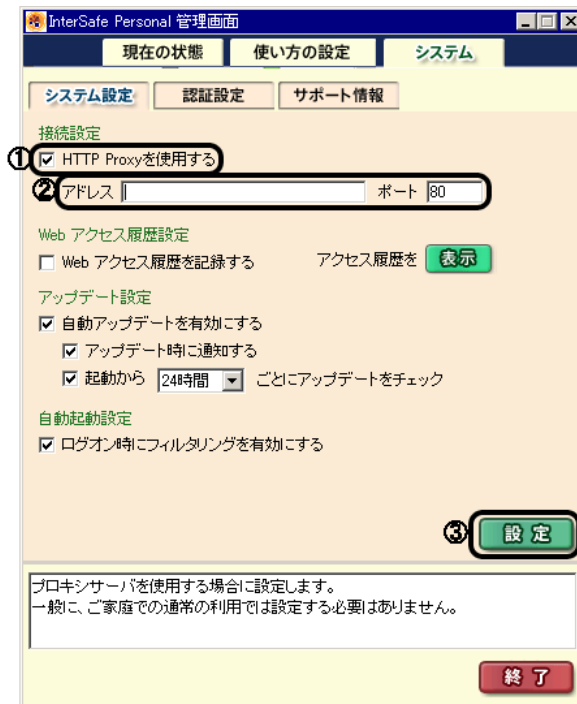 InterSafe Personal 管理画面
現在の状態 使い方の設定 システム
システム設定 認証設定 サポート情報
接続設定
① HTTP Proxyを使用する
② アドレス ポート 80
Web アクセス履歴設定
Web アクセス履歴を記録する アクセス履歴を 表示
アップデート設定
自動アップデートを有効にする
アップデート時に通知する
起動から 24時間 ごとにアップデートをチェック
自動起動設定
ログオン時にフィルタリングを有効にする
③ 設定
プロキシサーバを使用する場合に設定します。
一般に、ご家庭での通常の利用では設定する必要はありません。
終了